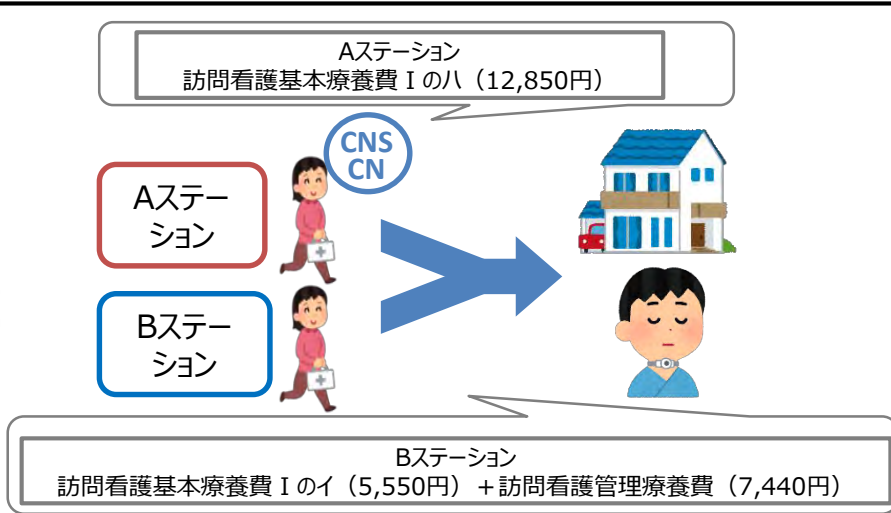 Aステーション
訪問看護基本療養費Ⅰのハ（12,850円）
CNS
CN
Aステー
ション
Bステー
ション
Bステーション
訪問看護基本療養費Ⅰのイ（5,550円）＋訪問看護管理療養費（7,440円）